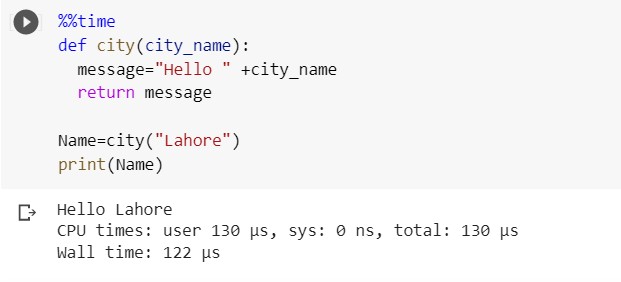 %%time
def city(city_name):
  message="Hello " +city_name
  return message

Name=city("Lahore")
print(Name)
Hello Lahore
CPU times: user 130 µs, sys: 0 ns, total: 130 µs
Wall time: 122 µs